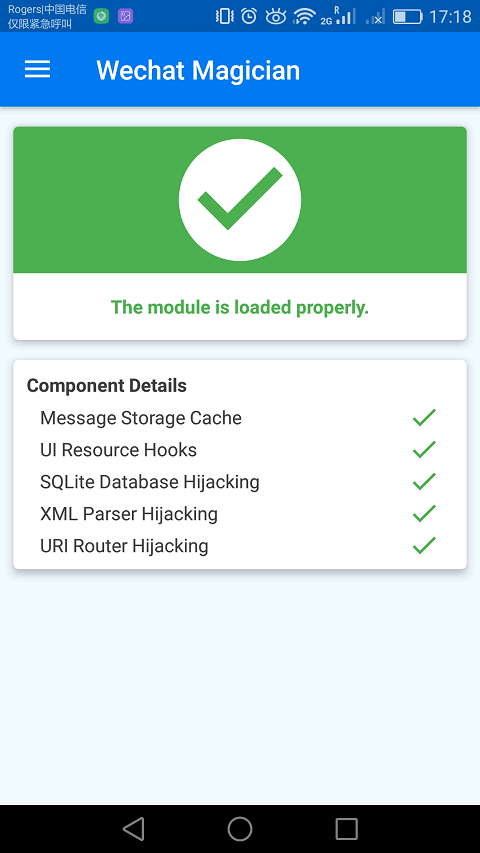 Rogers|中国电信
仅限紧急呼叫
2G R 17:18
Wechat Magician
The module is loaded properly.
Component Details
Message Storage Cache
UI Resource Hooks
SQLite Database Hijacking
XML Parser Hijacking
URI Router Hijacking